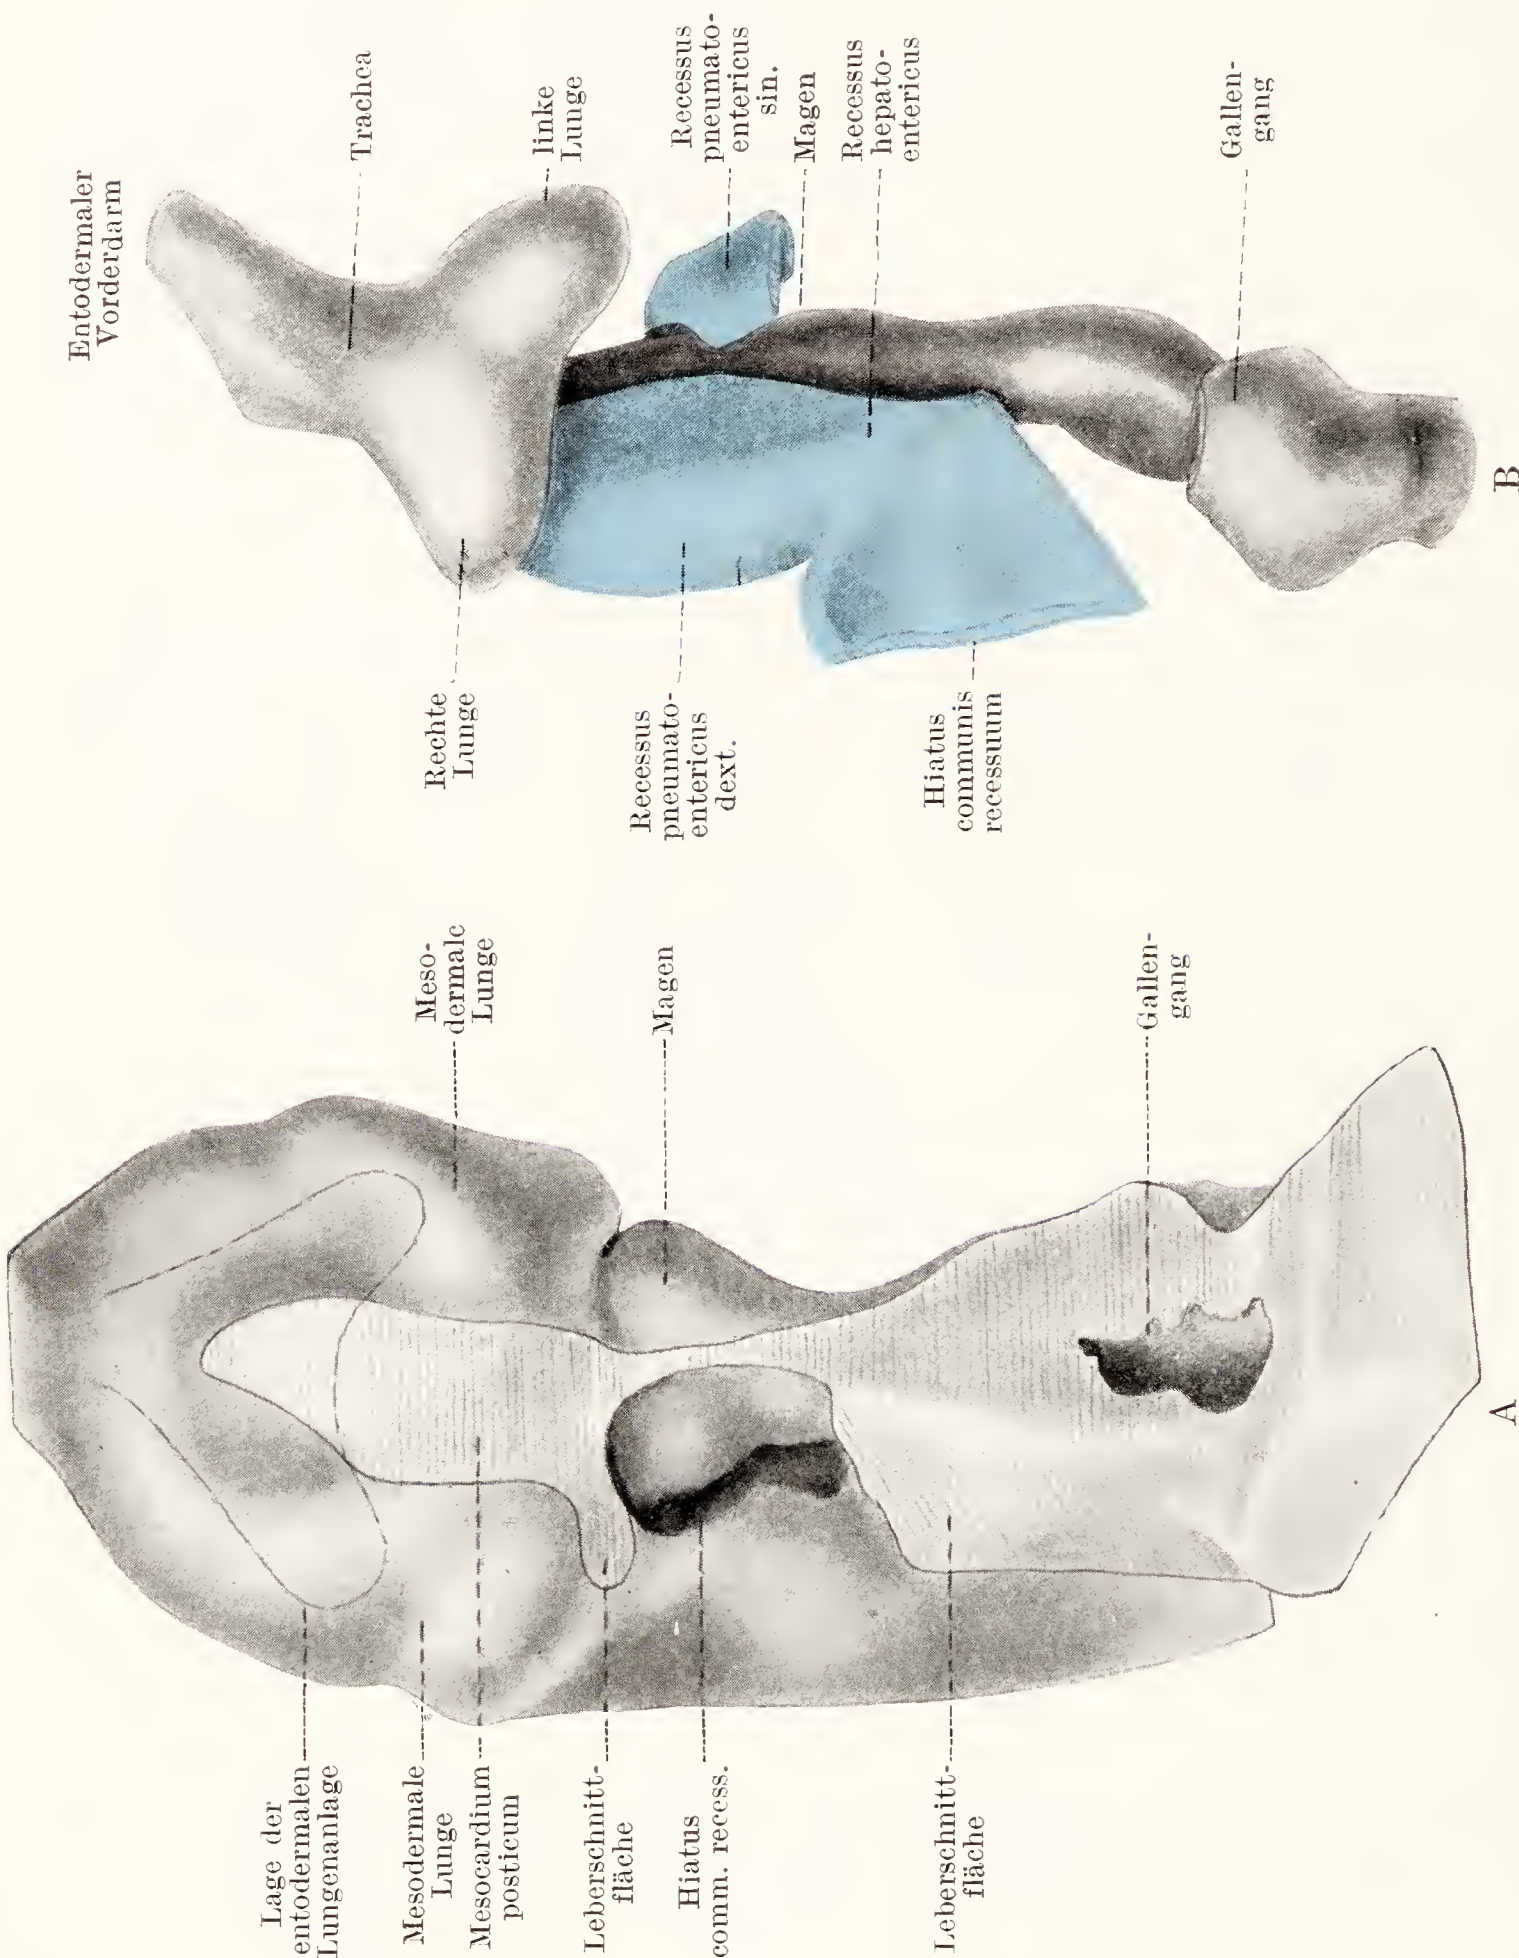 Lage der
entodermalen
Lungenanlage
Mesodermale
Lunge
Mesocardium
posticum
Leberschnitt-
fläche
Hiatus
comm. recess.
Leberschnitt-
fläche
Meso-
dermale
Lunge
Magen
Gallen-
gang
A
Entodermaler
Vorderdarm
Rechte
Lunge
Recessus
pneumato-
entericus
dext.
Hiatus
communis
recessuum
Trachea
linke
Lunge
Recessus
pneumato-
entericus
sin.
Magen
Recessus
hepato-
entericus
Gallen-
gang
B